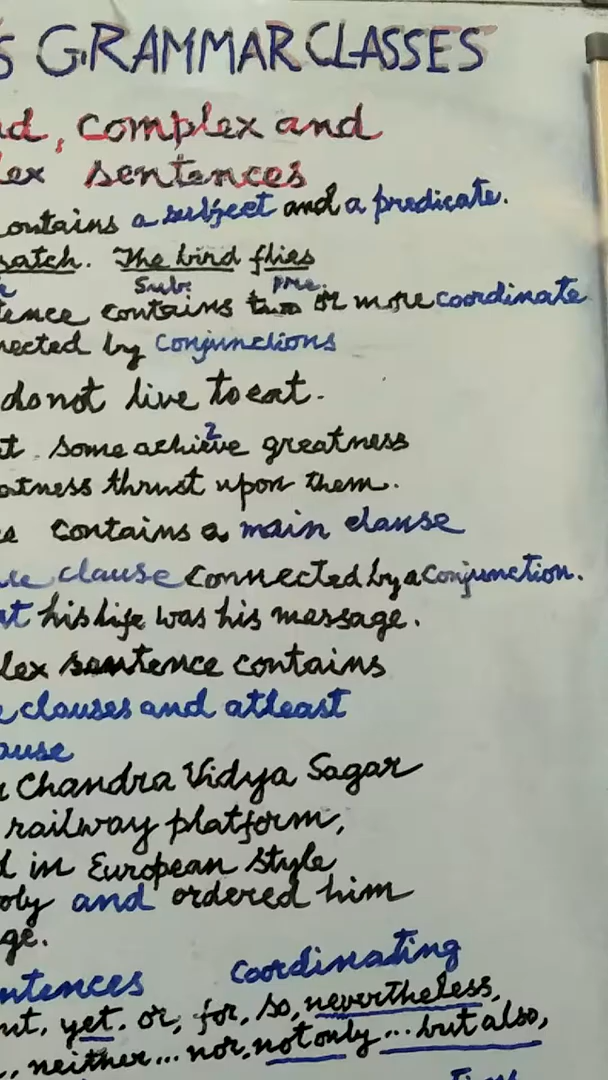 S GRAMMAR CLASSES
nd, complex and
lex sentences
ontains a subject and a predicate.
The bird flies
Sub. pre.
ence contains two or more coordinate
nected by conjunctions
do not live to eat.
2
t some achieve greatness
atness thrust upon them.
contains a main clause
clause connected by a conjunction.
at his life was his message.
lex sentence contains
e clauses and atleast
ause
Chandra Vidya Sagar
railway platform,
d in European style
oly and ordered him
ge.
ntences Coordinating
yet, or, for, so, nevertheless,
neither... nor, not only ... but also,